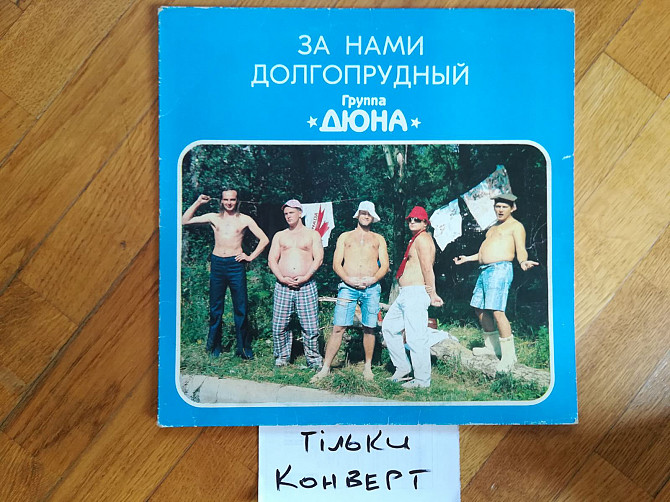 ЗА НАМИ
ДОЛГОПРУДНЫЙ
Группа
ДЮНА
тільки
конверт